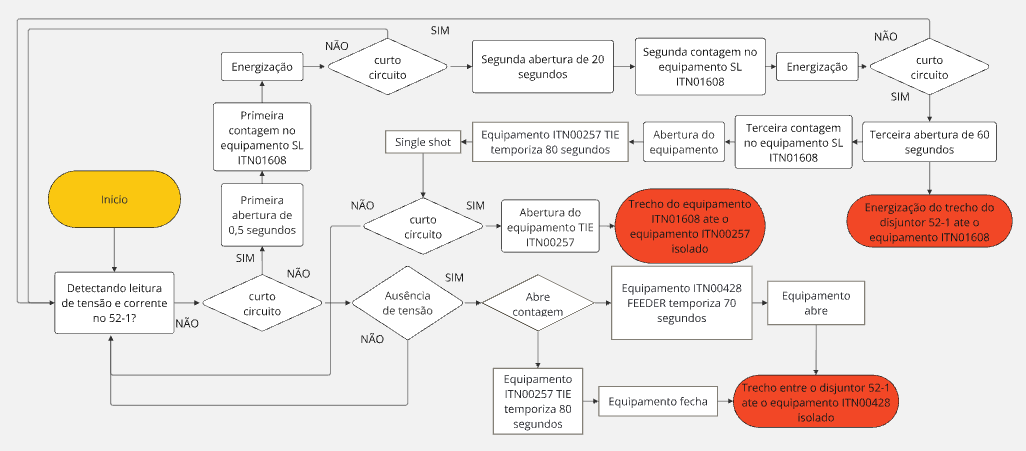 NÃO
SIM
NÃO
Energização
curto
circuito
Segunda abertura de 20
segundos
Segunda contagem no
equipamento SL
ITN01608
Energização
curto
circuito
SIM
Primeira
contagem no
equipamento SL
ITN01608
Single shot
Equipamento ITN00257 TIE
temporiza 80 segundos
Abertura do
equipamento
Terceira contagem
no equipamento SL
ITN01608
Terceira abertura de 60
segundos
Início
Primeira
abertura de
0,5 segundos
NÃO
curto
circuito
SIM
Abertura do
equipamento TIE
ITN00257
Trecho do equipamento
ITN01608 ate o
equipamento ITN00257
isolado
Energização do trecho do
disjuntor 52-1 ate o
equipamento ITN01608
SIM
Detectando leitura
de tensão e corrente
no 52-1?
NÃO
curto
circuito
NÃO
Ausência
de tensão
SIM
NÃO
Abre
contagem
Equipamento ITN00428
FEEDER temporiza 70
segundos
Equipamento
abre
Equipamento
ITN00257 TIE
temporiza 80
segundos
Equipamento fecha
Trecho entre o disjuntor 52-1
ate o equipamento ITN00428
isolado